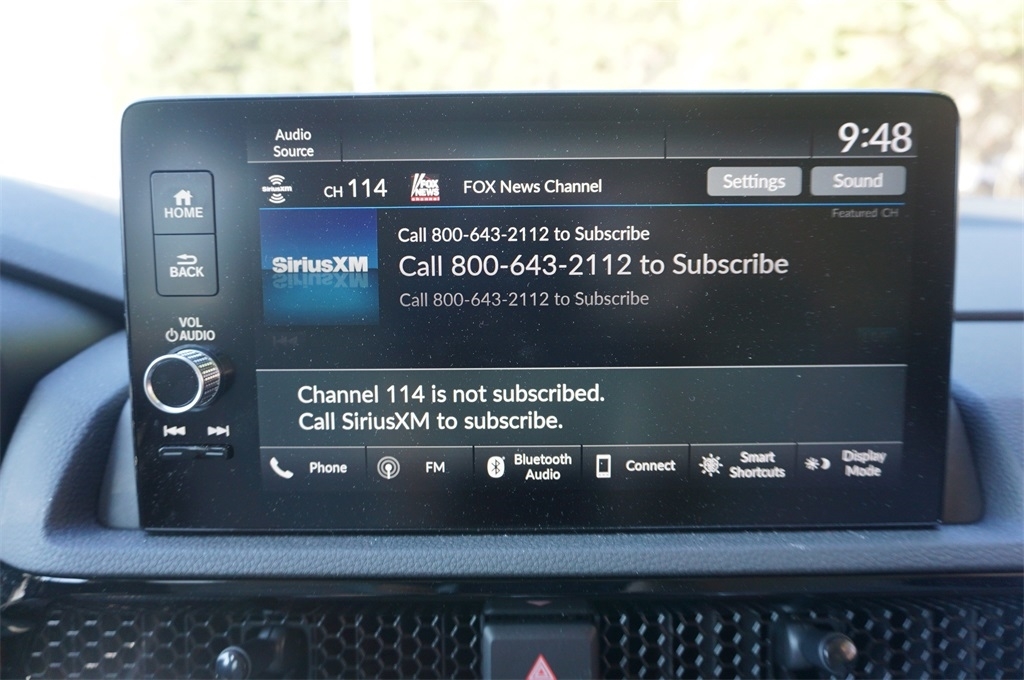 Audio
Source
9:48
SiriusXM
CH 114
FOX
NEWS
channel
FOX News Channel
Settings
Sound
Featured CH
HOME
BACK
VOL
AUDIO
SiriusXM
Call 800-643-2112 to Subscribe
Call 800-643-2112 to Subscribe
Call 800-643-2112 to Subscribe
Channel 114 is not subscribed.
Call SiriusXM to subscribe.
Phone
FM
Bluetooth
Audio
Connect
Smart
Shortcuts
Display
Mode